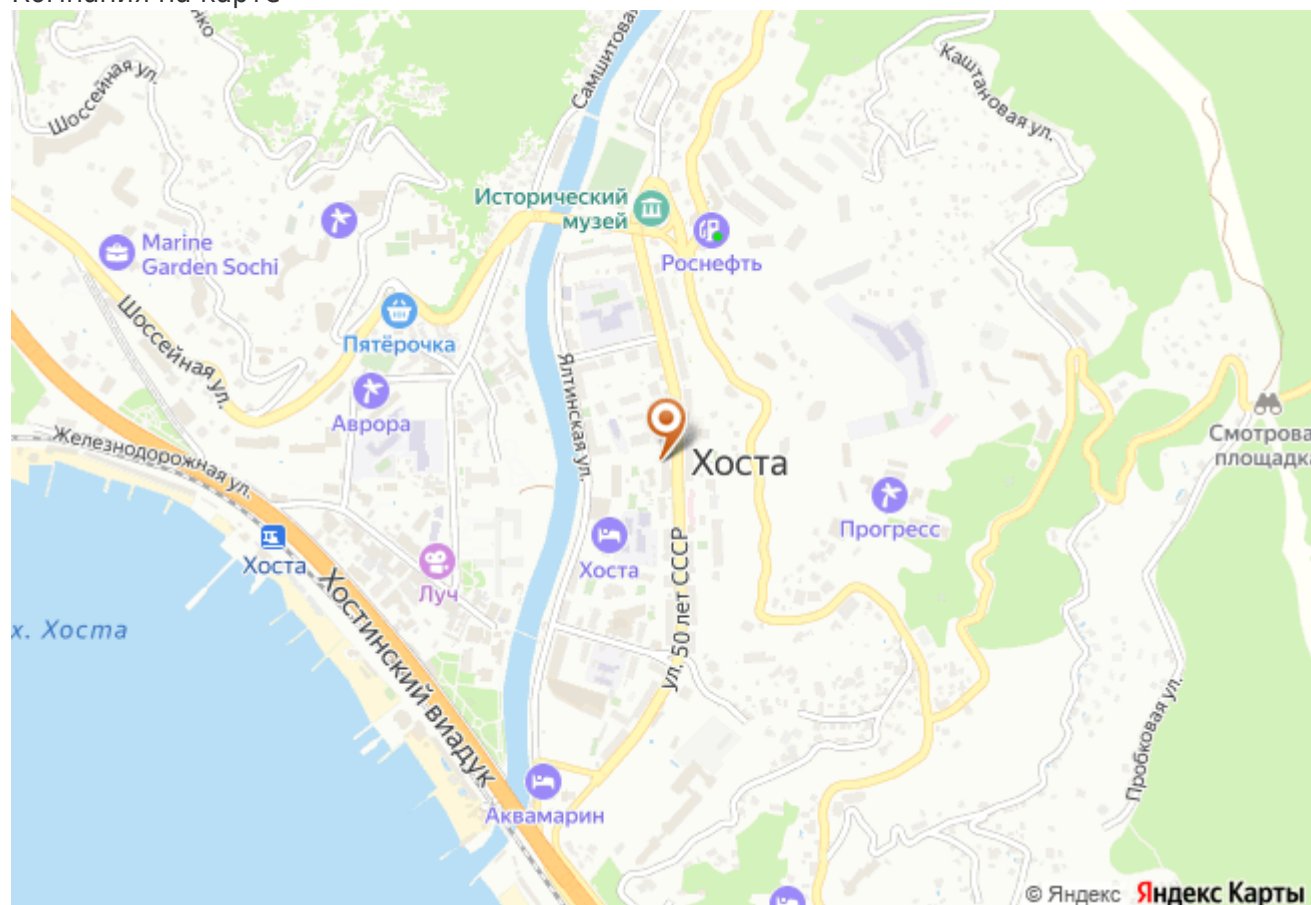 Компания на карте
Шоссейная ул.
Самшитовая
Каштановая ул.
Исторический
музей
Роснефть
Marine
Garden Sochi
Пятёрочка
Шоссейная ул.
Аврора
Ялтинская ул.
Железнодорожная ул.
Хоста
Смотрова
площадка
Прогресс
Хоста
Хоста
Луч
ул. 50 лет СССР
х. Хоста
Хостинский виадук
Пробковая ул.
Аквамарин
© Яндекс Яндекс Карты